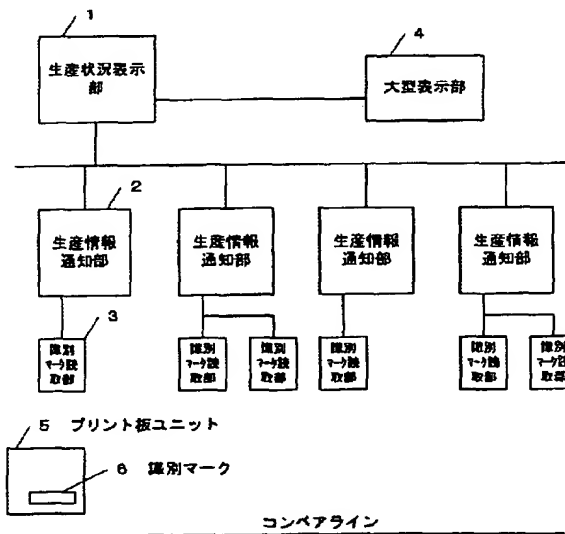 1
生産状況表示
部
4
大型表示部
2
生産情報
通知部
生産情報
通知部
生産情報
通知部
生産情報
通知部
3
識別
マーク読
取部
識別
マーク読
取部
識別
マーク読
取部
識別
マーク読
取部
識別
マーク読
取部
識別
マーク読
取部
5 プリント板ユニット
6 識別マーク
コンベアライン